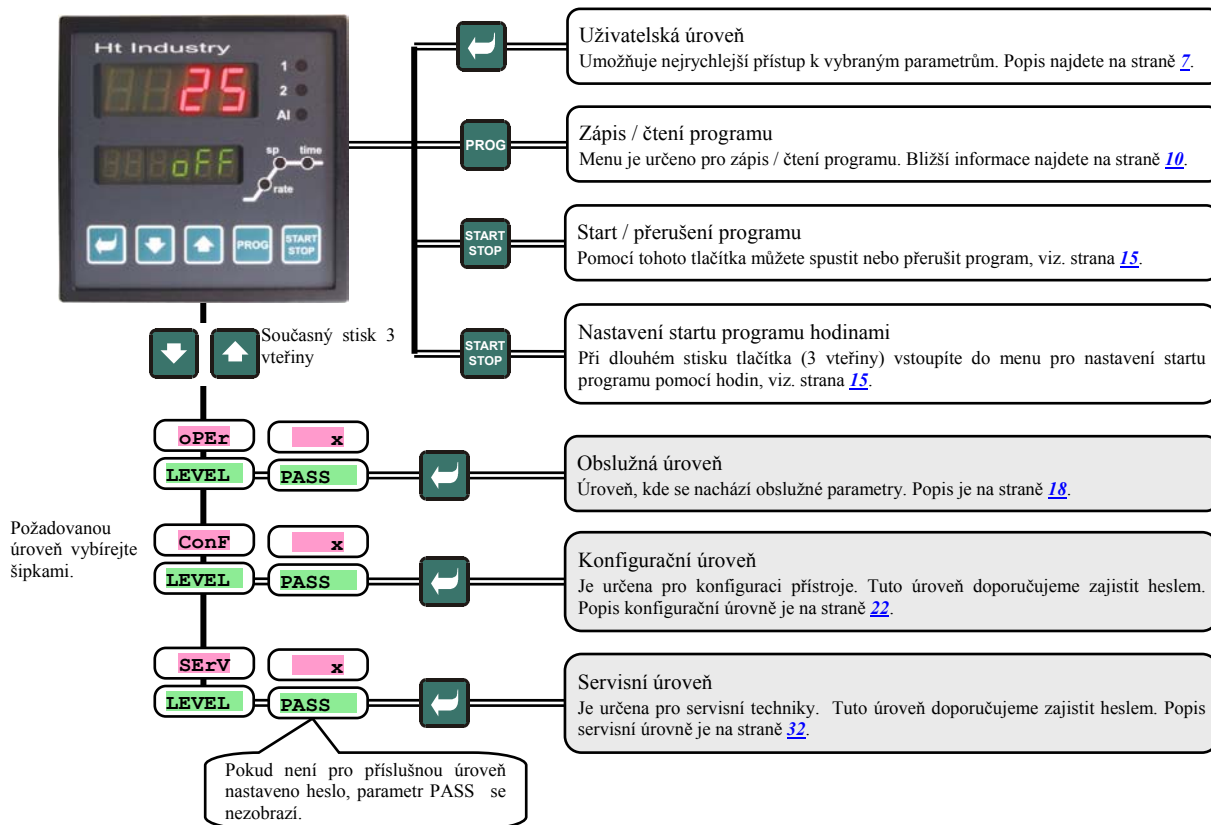 Ht Industry
25
1
2
AI
oFF
sp
time
rate
PROG
START
STOP
Uživatelská úroveň
Umožňuje nejrychlejší přístup k vybraným parametrům. Popis najdete na straně 7.
PROG
Zápis / čtení programu
Menu je určeno pro zápis / čtení programu. Bližší informace najdete na straně 10.
START
STOP
Start / přerušení programu
Pomocí tohoto tlačítka můžete spustit nebo přerušit program, viz. strana 15.
START
STOP
Nastavení startu programu hodinami
Při dlouhém stisku tlačítka (3 vteřiny) vstoupíte do menu pro nastavení startu
programu pomocí hodin, viz. strana 15.
Současný stisk 3
vteřiny
Požadovanou
úroveň vybírejte
šipkami.
oPEr x
LEVEL PASS
Obslužná úroveň
Úroveň, kde se nachází obslužné parametry. Popis je na straně 18.
ConF x
LEVEL PASS
Konfigurační úroveň
Je určena pro konfiguraci přístroje. Tuto úroveň doporučujeme zajistit heslem.
Popis konfigurační úrovně je na straně 22.
SErV x
LEVEL PASS
Servisní úroveň
Je určena pro servisní techniky. Tuto úroveň doporučujeme zajistit heslem. Popis
servisní úrovně je na straně 32.
Pokud není pro příslušnou úroveň
nastaveno heslo, parametr PASS se
nezobrazí.